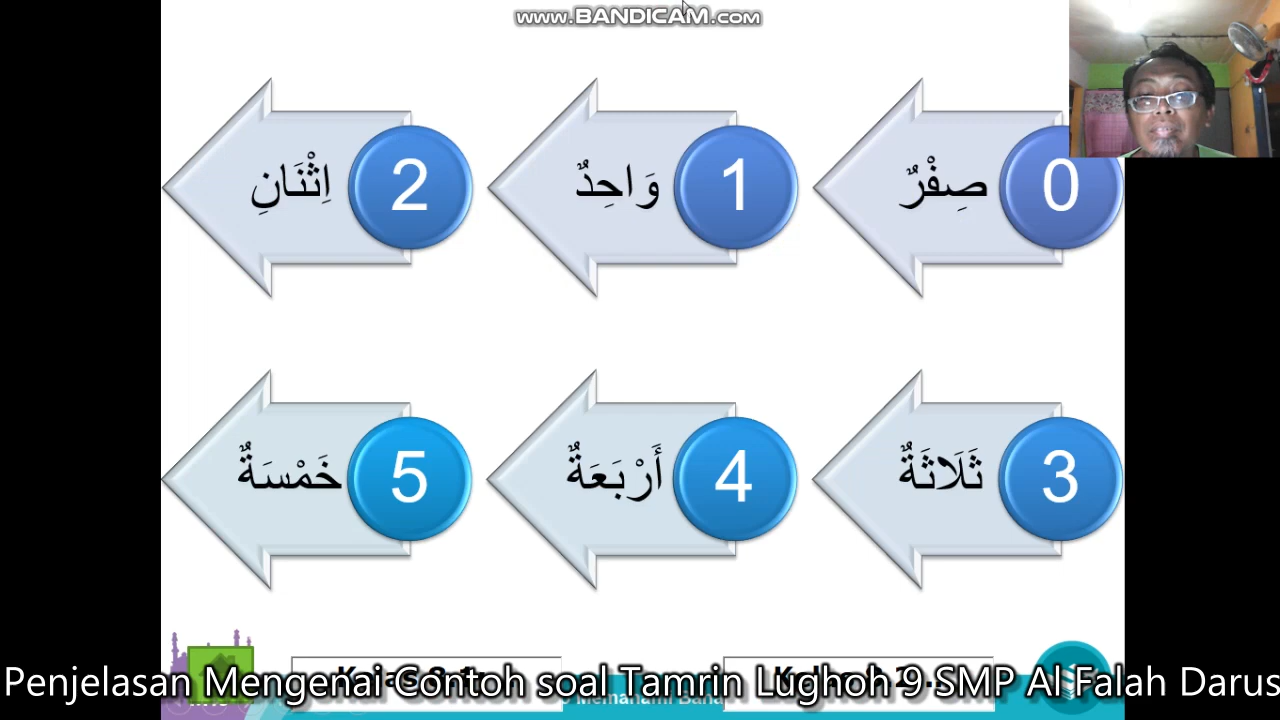 www.BANDICAM.com
0 صِفْرٌ
1 وَاحِدٌ
2 اِثْنَانِ
3 ثَلَاثَةٌ
4 أَرْبَعَةٌ
5 خَمْسَةٌ
Penjelasan Mengenai Contoh soal Tamrin Lughoh 9 SMP Al Falah Darus
Memahami